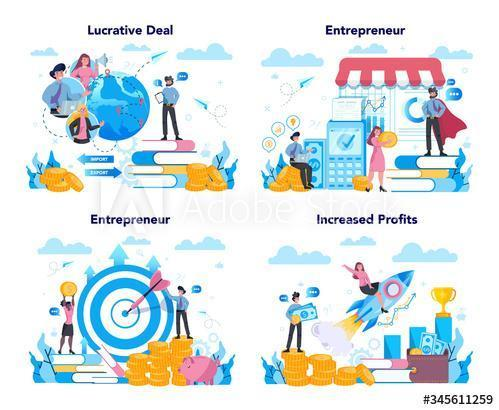 Lucrative Deal
Entrepreneur
IMPORT
EXPORT
Entrepreneur
Increased Profits
Adobe Stock
#345611259